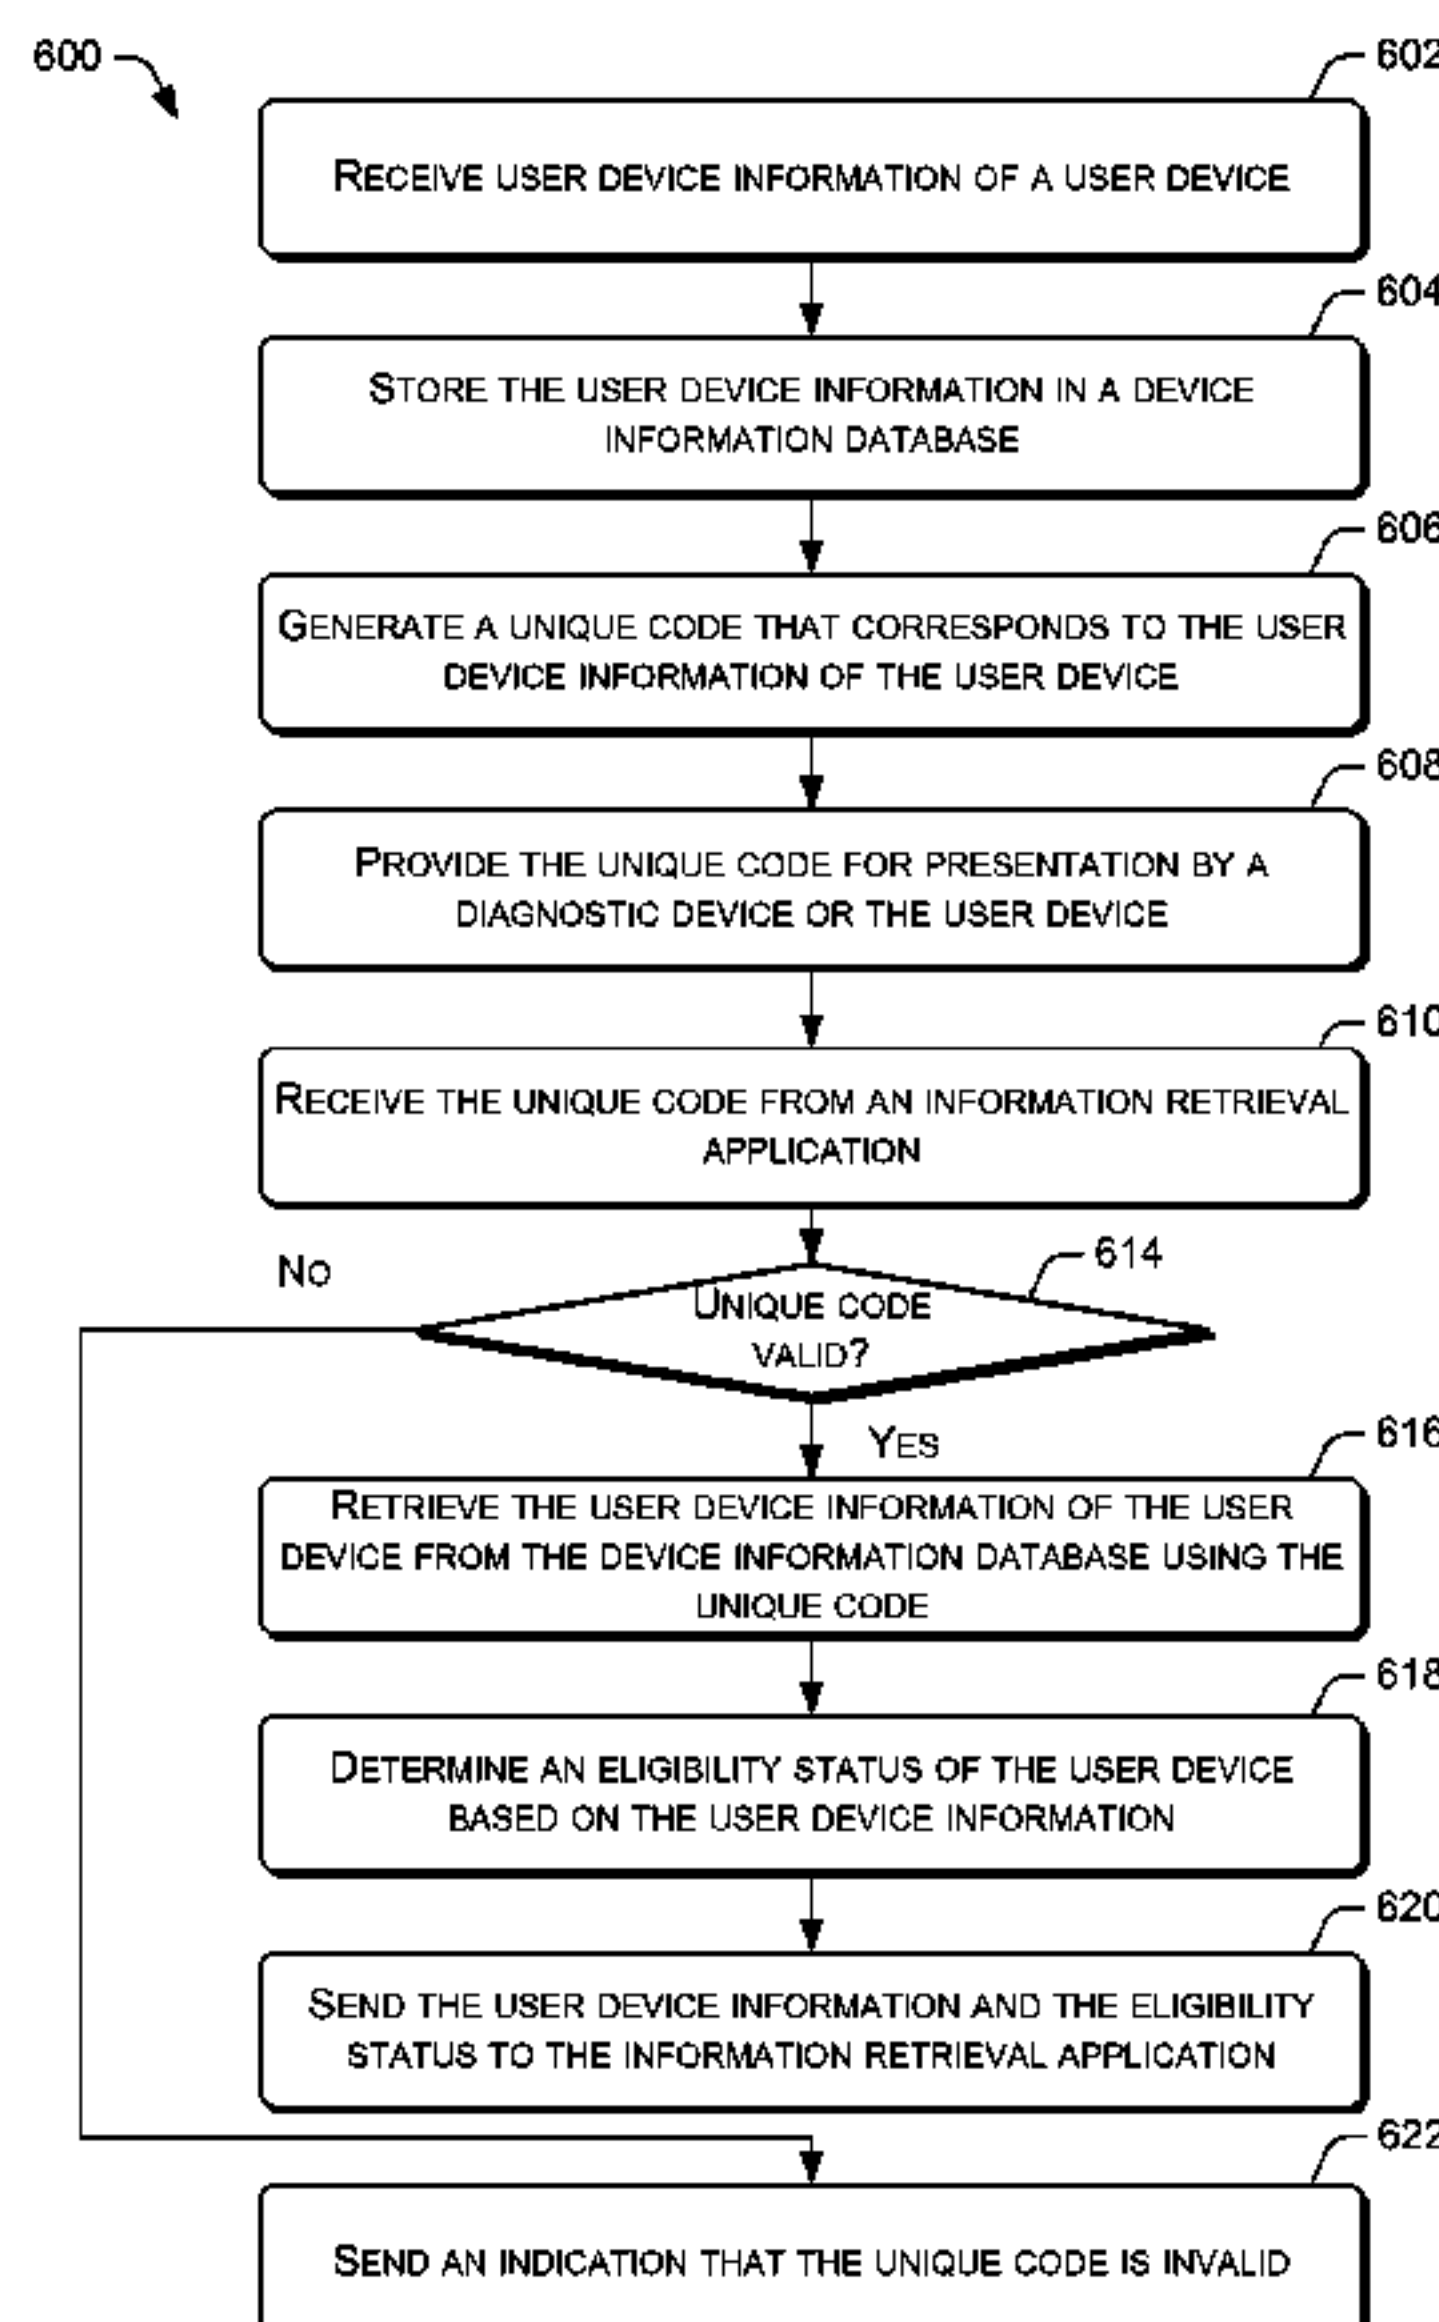 600
602
RECEIVE USER DEVICE INFORMATION OF A USER DEVICE
604
STORE THE USER DEVICE INFORMATION IN A DEVICE
INFORMATION DATABASE
606
GENERATE A UNIQUE CODE THAT CORRESPONDS TO THE USER
DEVICE INFORMATION OF THE USER DEVICE
608
PROVIDE THE UNIQUE CODE FOR PRESENTATION BY A
DIAGNOSTIC DEVICE OR THE USER DEVICE
610
RECEIVE THE UNIQUE CODE FROM AN INFORMATION RETRIEVAL
APPLICATION
614
NO
UNIQUE CODE
VALID?
YES
616
RETRIEVE THE USER DEVICE INFORMATION OF THE USER
DEVICE FROM THE DEVICE INFORMATION DATABASE USING THE
UNIQUE CODE
618
DETERMINE AN ELIGIBILITY STATUS OF THE USER DEVICE
BASED ON THE USER DEVICE INFORMATION
620
SEND THE USER DEVICE INFORMATION AND THE ELIGIBILITY
STATUS TO THE INFORMATION RETRIEVAL APPLICATION
622
SEND AN INDICATION THAT THE UNIQUE CODE IS INVALID